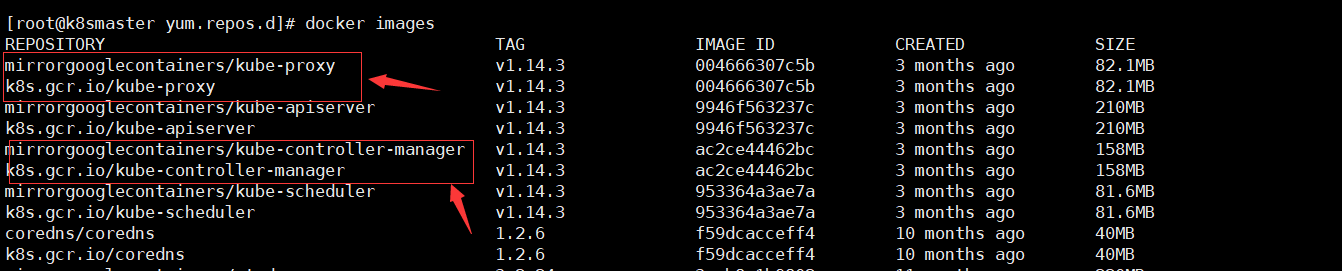 [root@k8smaster yum.repos.d]# docker images
REPOSITORY TAG IMAGE ID CREATED SIZE
mirrorgooglecontainers/kube-proxy v1.14.3 004666307c5b 3 months ago 82.1MB
k8s.gcr.io/kube-proxy v1.14.3 004666307c5b 3 months ago 82.1MB
mirrorgooglecontainers/kube-apiserver v1.14.3 9946f563237c 3 months ago 210MB
k8s.gcr.io/kube-apiserver v1.14.3 9946f563237c 3 months ago 210MB
mirrorgooglecontainers/kube-controller-manager v1.14.3 ac2ce44462bc 3 months ago 158MB
k8s.gcr.io/kube-controller-manager v1.14.3 ac2ce44462bc 3 months ago 158MB
mirrorgooglecontainers/kube-scheduler v1.14.3 953364a3ae7a 3 months ago 81.6MB
k8s.gcr.io/kube-scheduler v1.14.3 953364a3ae7a 3 months ago 81.6MB
coredns/coredns 1.2.6 f59dcacceff4 10 months ago 40MB
k8s.gcr.io/coredns 1.2.6 f59dcacceff4 10 months ago 40MB